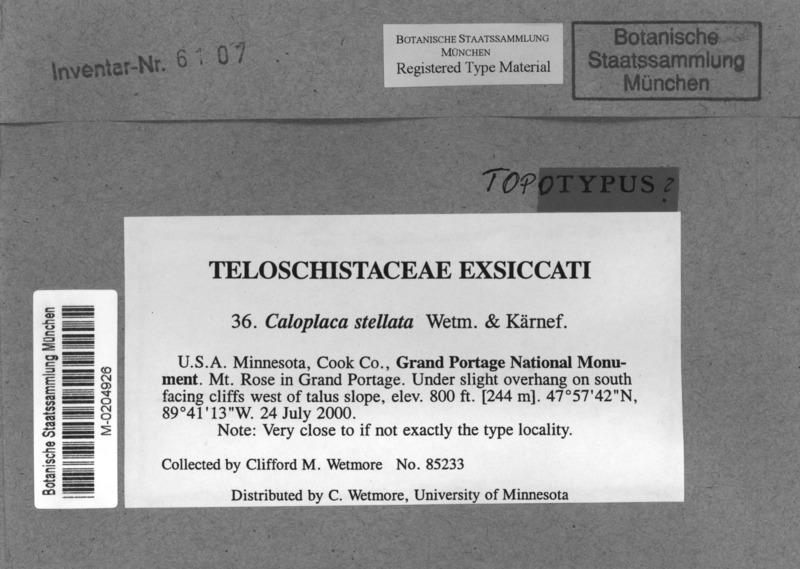 Inventar-Nr. 6107
BOTANISCHE STAATSSAMMLUNG
MÜNCHEN
Registered Type Material
Botanische
Staatssammlung
München
TOPOTYPUS?
TELOSCHISTACEAE EXSICCATI
36. Caloplaca stellata Wetm. & Kärnef.
U.S.A. Minnesota, Cook Co., Grand Portage National Monu-
ment. Mt. Rose in Grand Portage. Under slight overhang on south
facing cliffs west of talus slope, elev. 800 ft. [244 m]. 47°57'42"N,
89°41'13"W. 24 July 2000.
Note: Very close to if not exactly the type locality.
Collected by Clifford M. Wetmore No. 85233
Distributed by C. Wetmore, University of Minnesota
Botanische Staatssammlung München
M-0204926